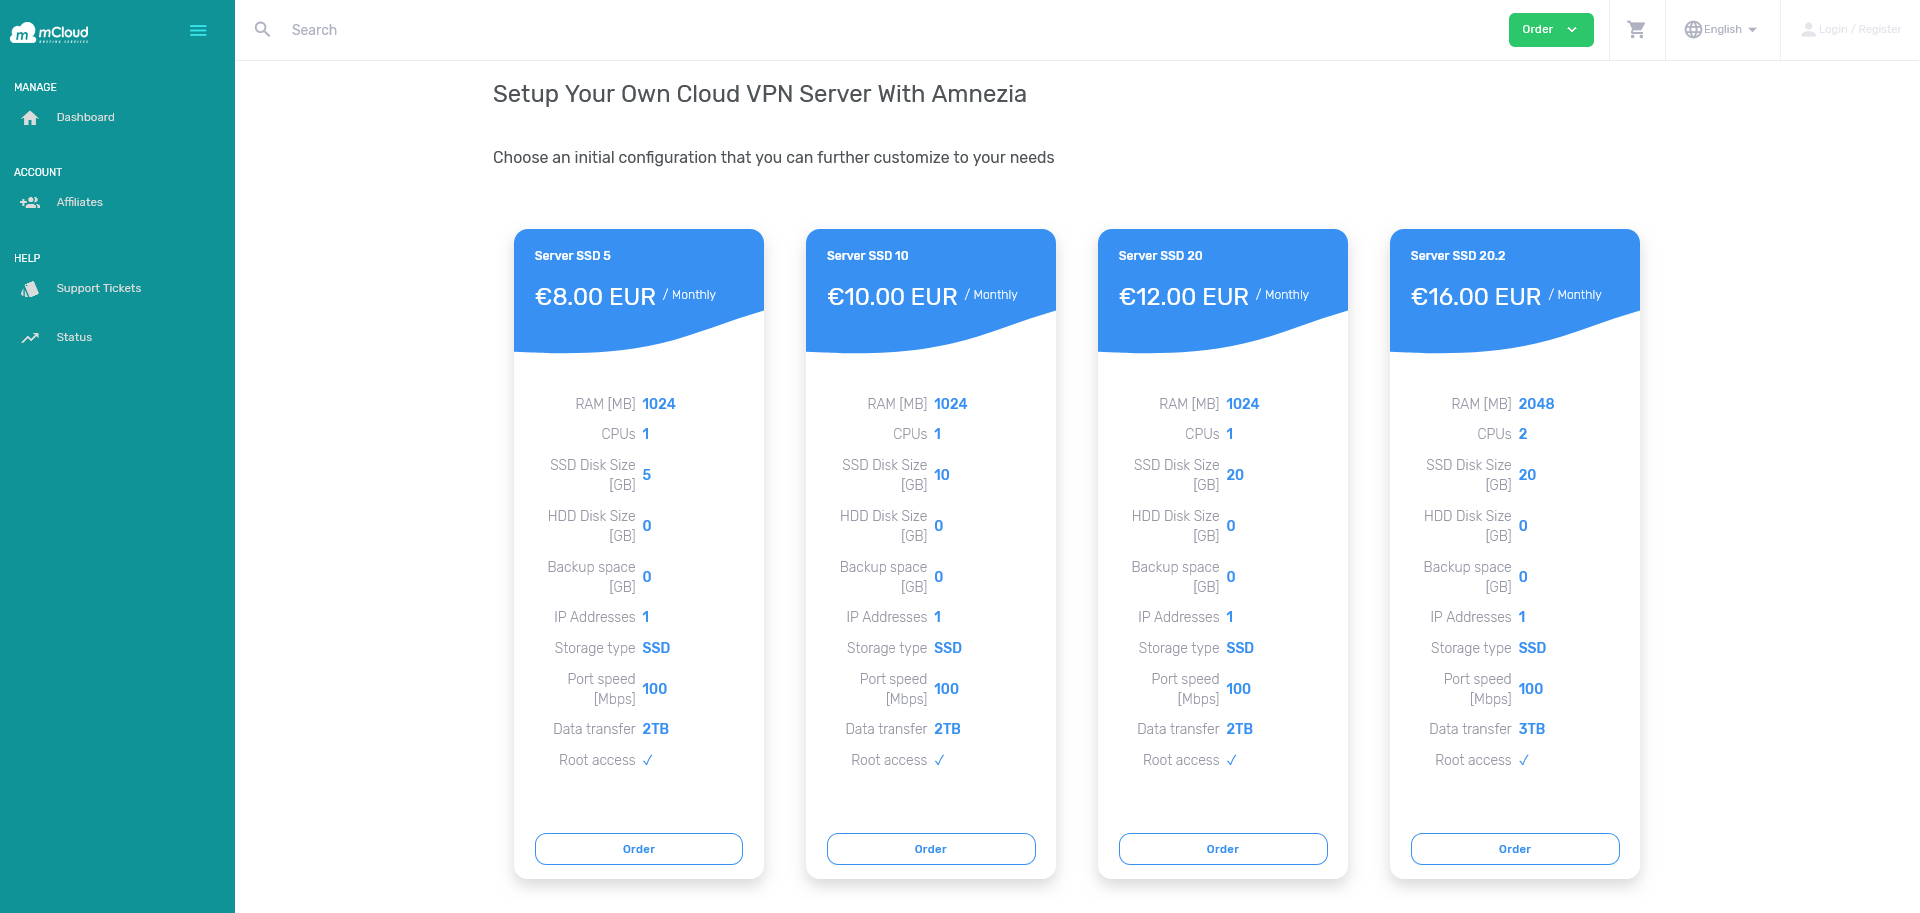 mCloud
HOSTING SERVICES
Search
Order
English
Login / Register
MANAGE
Dashboard
ACCOUNT
Affiliates
HELP
Support Tickets
Status
Setup Your Own Cloud VPN Server With Amnezia
Choose an initial configuration that you can further customize to your needs
Server SSD 5
€8.00 EUR / Monthly
RAM [MB] 1024
CPUs 1
SSD Disk Size
[GB] 5
HDD Disk Size
[GB] 0
Backup space
[GB] 0
IP Addresses 1
Storage type SSD
Port speed
[Mbps] 100
Data transfer 2TB
Root access ✓
Order
Server SSD 10
€10.00 EUR / Monthly
RAM [MB] 1024
CPUs 1
SSD Disk Size
[GB] 10
HDD Disk Size
[GB] 0
Backup space
[GB] 0
IP Addresses 1
Storage type SSD
Port speed
[Mbps] 100
Data transfer 2TB
Root access ✓
Order
Server SSD 20
€12.00 EUR / Monthly
RAM [MB] 1024
CPUs 1
SSD Disk Size
[GB] 20
HDD Disk Size
[GB] 0
Backup space
[GB] 0
IP Addresses 1
Storage type SSD
Port speed
[Mbps] 100
Data transfer 2TB
Root access ✓
Order
Server SSD 20.2
€16.00 EUR / Monthly
RAM [MB] 2048
CPUs 2
SSD Disk Size
[GB] 20
HDD Disk Size
[GB] 0
Backup space
[GB] 0
IP Addresses 1
Storage type SSD
Port speed
[Mbps] 100
Data transfer 3TB
Root access ✓
Order